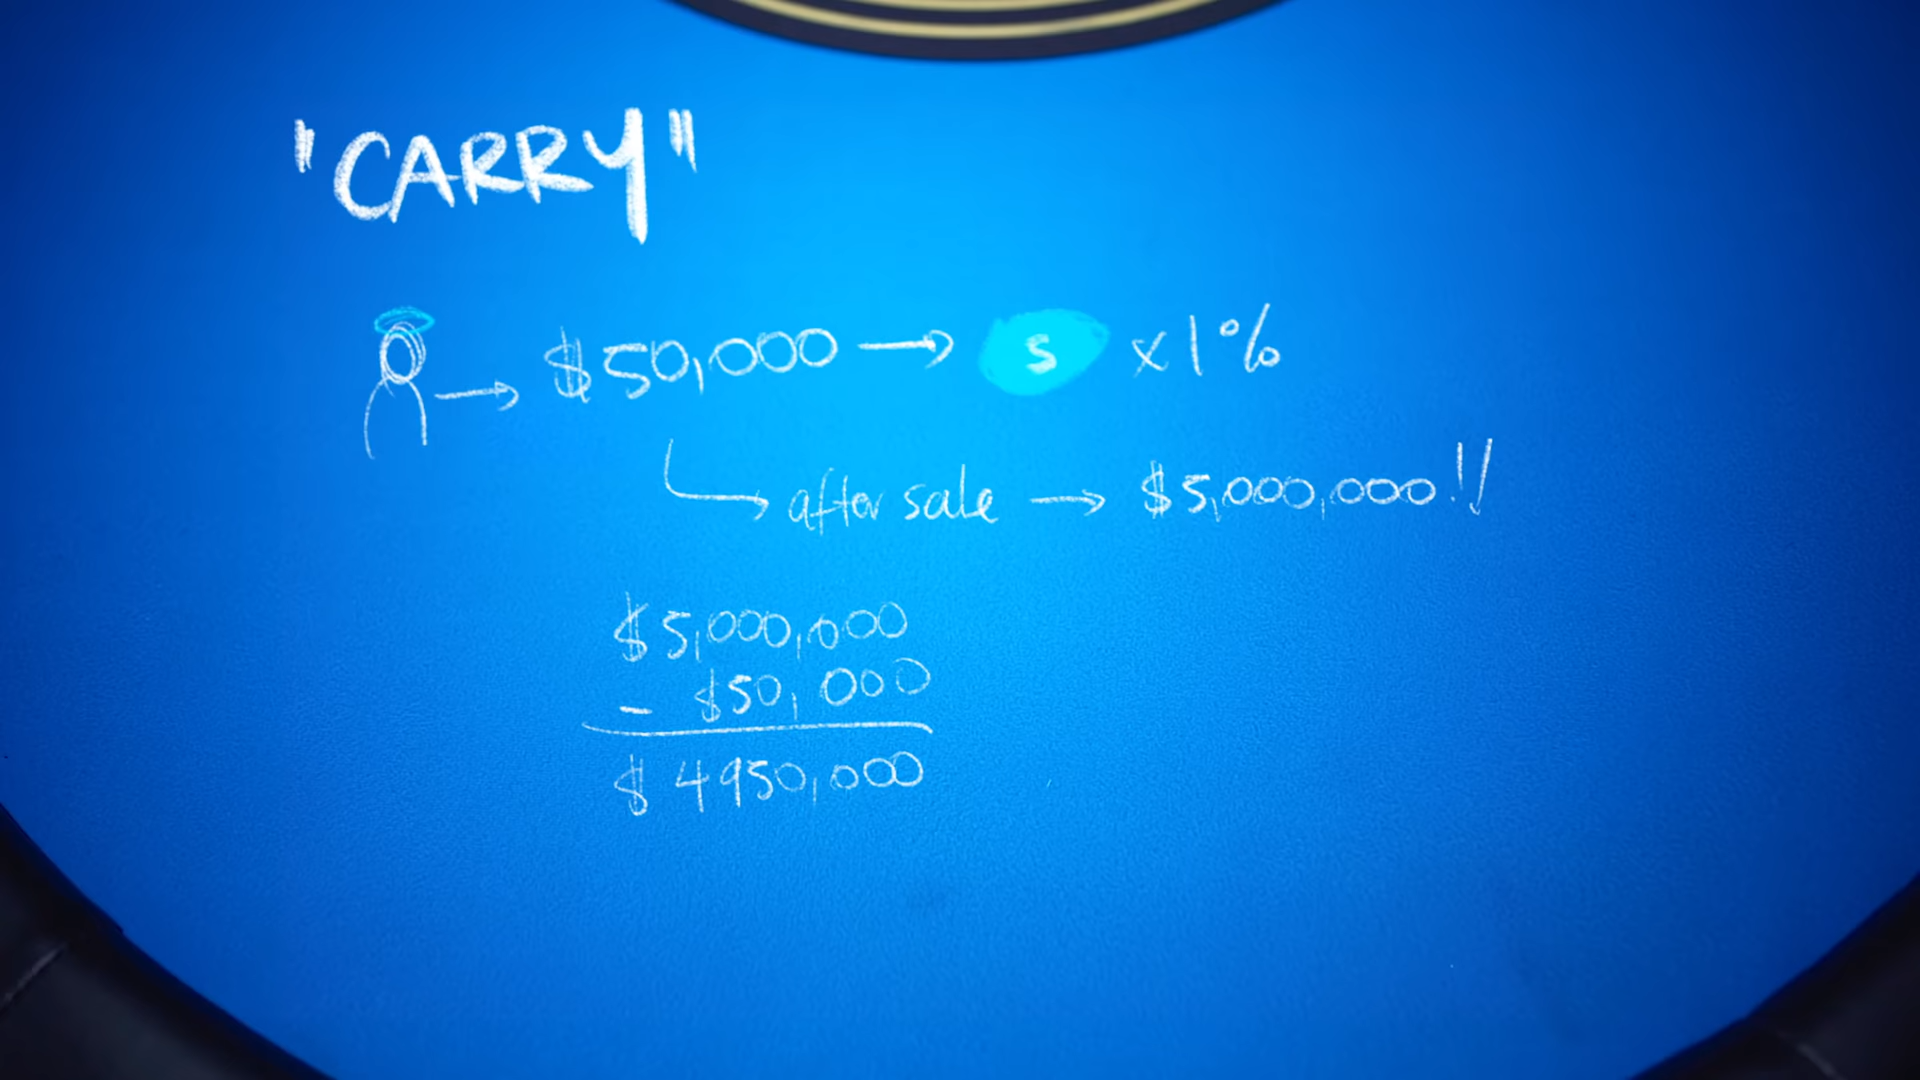 "CARRY"
→ $50,000 → S x1%
↳ after sale → $5,000,000!!
$5,000,000
- $50,000
$4950,000